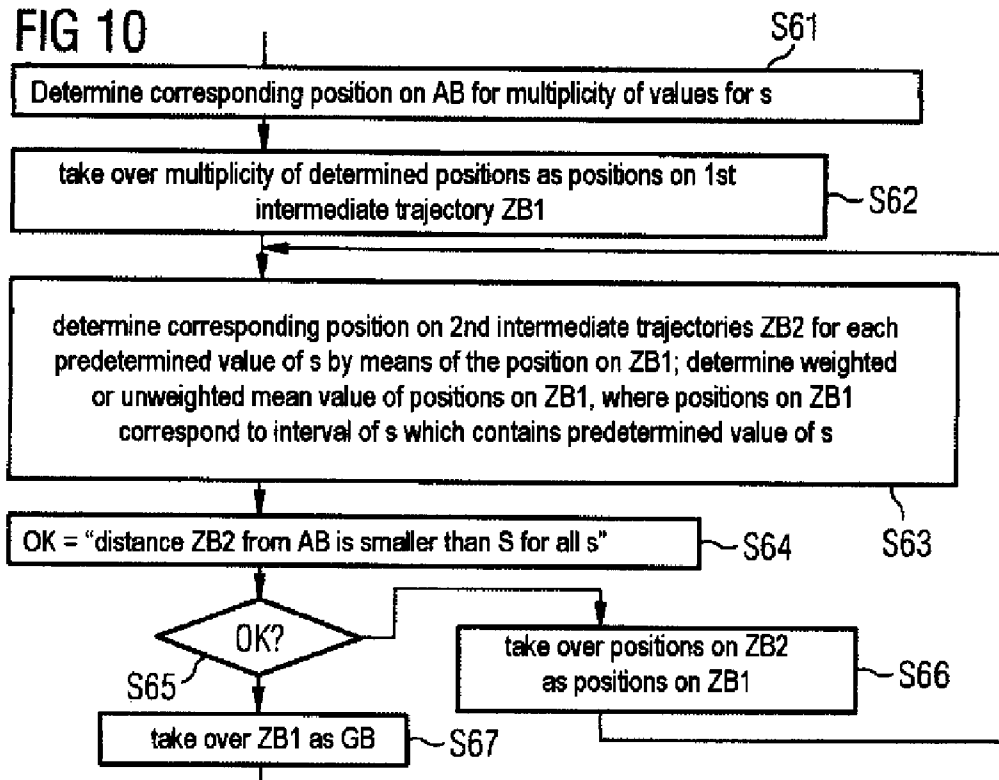 FIG 10
S61
Determine corresponding position on AB for multiplicity of values for s
take over multiplicity of determined positions as positions on 1st
intermediate trajectory ZB1
S62
determine corresponding position on 2nd intermediate trajectories ZB2 for each
predetermined value of s by means of the position on ZB1; determine weighted
or unweighted mean value of positions on ZB1, where positions on ZB1
correspond to interval of s which contains predetermined value of s
S63
OK = "distance ZB2 from AB is smaller than S for all s"
S64
OK?
S65
take over positions on ZB2
as positions on ZB1
S66
take over ZB1 as GB
S67